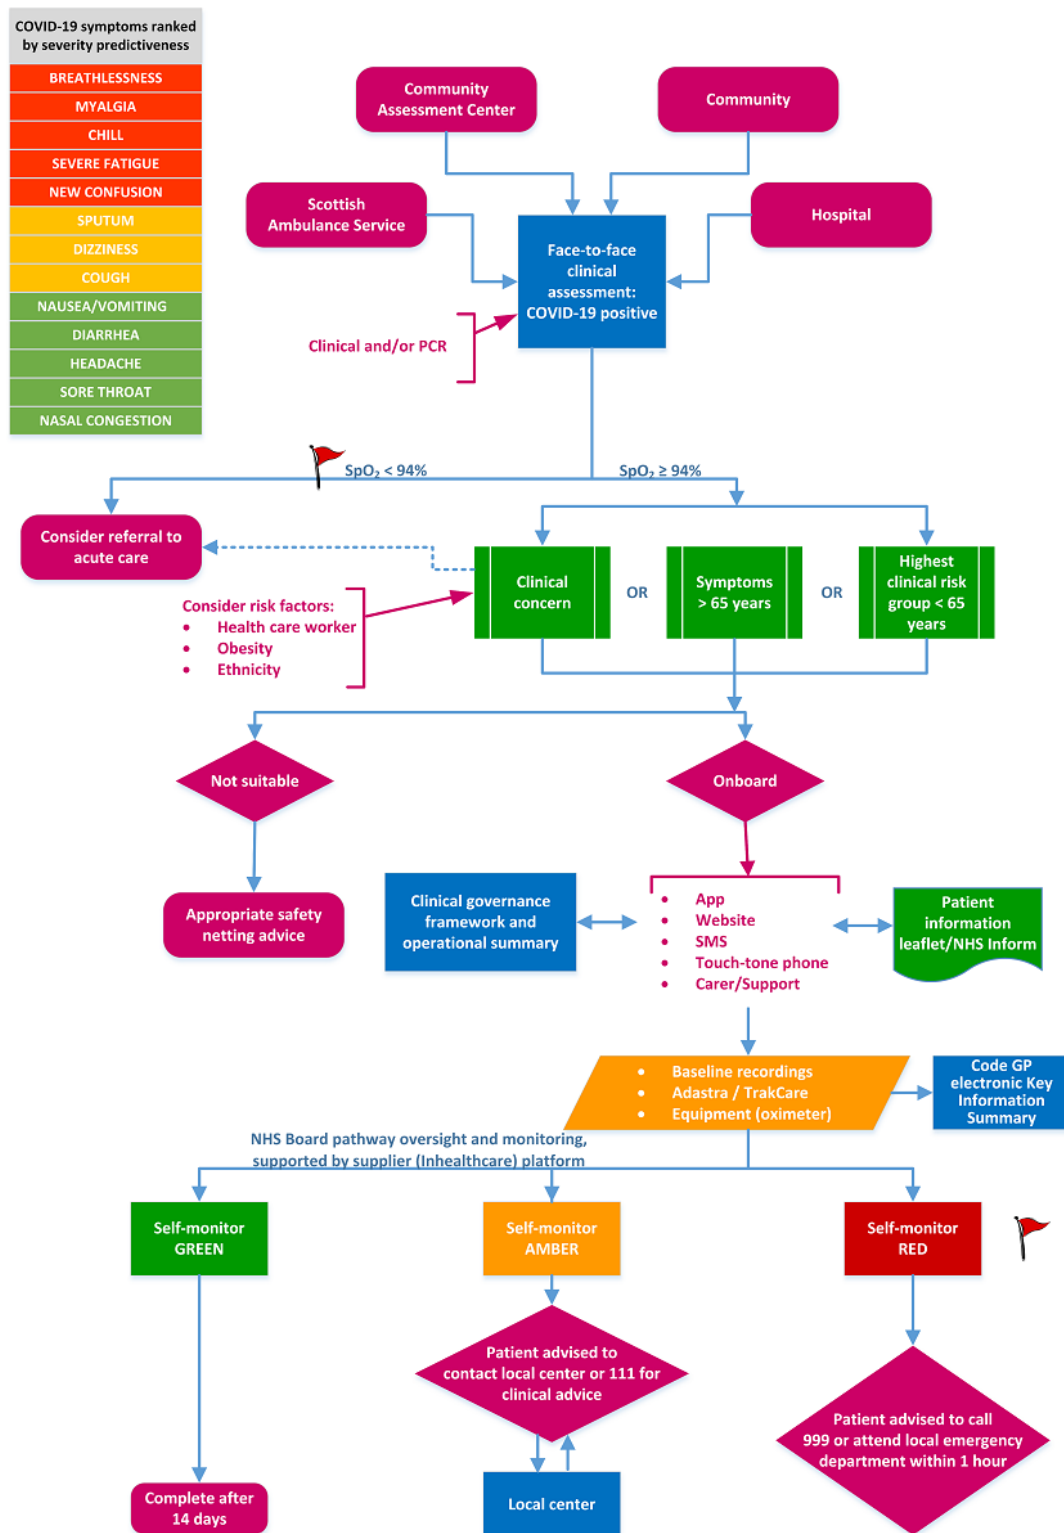 COVID-19 symptoms ranked
by severity predictiveness
BREATHLESSNESS
MYALGIA
CHILL
SEVERE FATIGUE
NEW CONFUSION
SPUTUM
DIZZINESS
COUGH
NAUSEA/VOMITING
DIARRHEA
HEADACHE
SORE THROAT
NASAL CONGESTION
Community
Assessment Center
Community
Scottish
Ambulance Service
Hospital
Face-to-face
clinical
assessment:
COVID-19 positive
Clinical and/or PCR
SpO₂ < 94%
SpO₂ ≥ 94%
Consider referral to
acute care
Clinical
concern
OR
Symptoms
> 65 years
OR
Highest
clinical risk
group < 65
years
Consider risk factors:
• Health care worker
• Obesity
• Ethnicity
Not suitable
Onboard
Appropriate safety
netting advice
Clinical governance
framework and
operational summary
• App
• Website
• SMS
• Touch-tone phone
• Carer/Support
Patient
information
leaflet/NHS Inform
• Baseline recordings
• Adastra / TrakCare
• Equipment (oximeter)
Code GP
electronic Key
Information
Summary
NHS Board pathway oversight and monitoring,
supported by supplier (Inhealthcare) platform
Self-monitor
GREEN
Self-monitor
AMBER
Self-monitor
RED
Patient advised to
contact local center or 111 for
clinical advice
Patient advised to call
999 or attend local emergency
department within 1 hour
Complete after
14 days
Local center